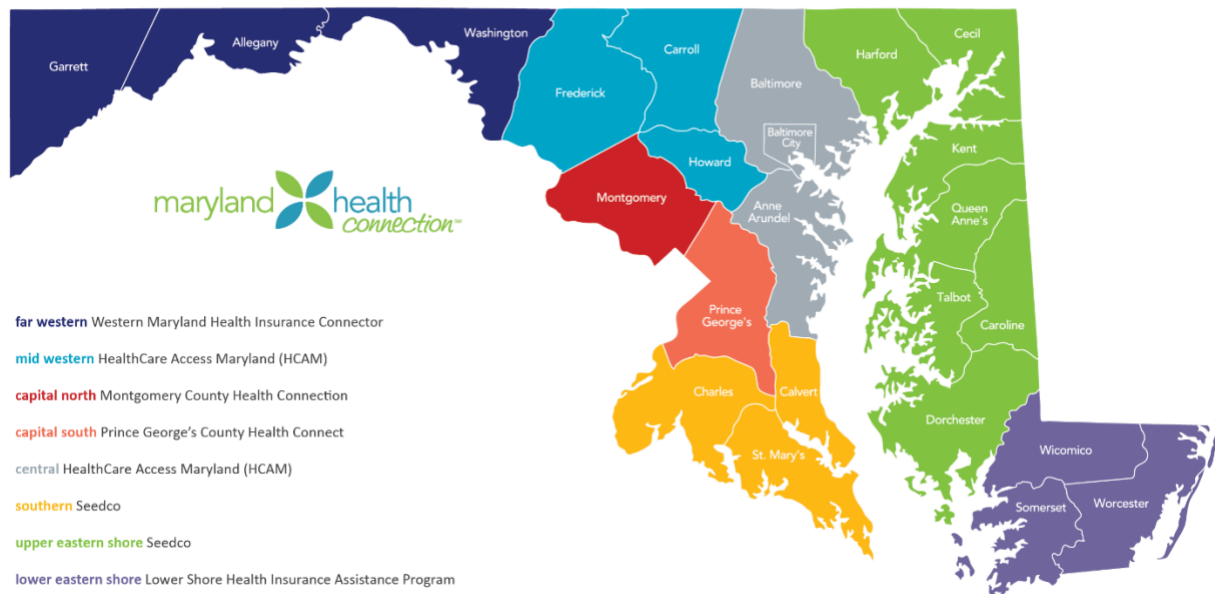 Garrett
Allegany
Washington
Frederick
Carroll
Baltimore
Harford
Cecil
Baltimore
City
Howard
Kent
Montgomery
Anne
Arundel
Queen
Anne's
Talbot
Caroline
Prince
George's
Charles
Calvert
Dorchester
St. Mary's
Wicomico
Somerset
Worcester
maryland health
connection℠
far western Western Maryland Health Insurance Connector
mid western HealthCare Access Maryland (HCAM)
capital north Montgomery County Health Connection
capital south Prince George’s County Health Connect
central HealthCare Access Maryland (HCAM)
southern Seedco
upper eastern shore Seedco
lower eastern shore Lower Shore Health Insurance Assistance Program